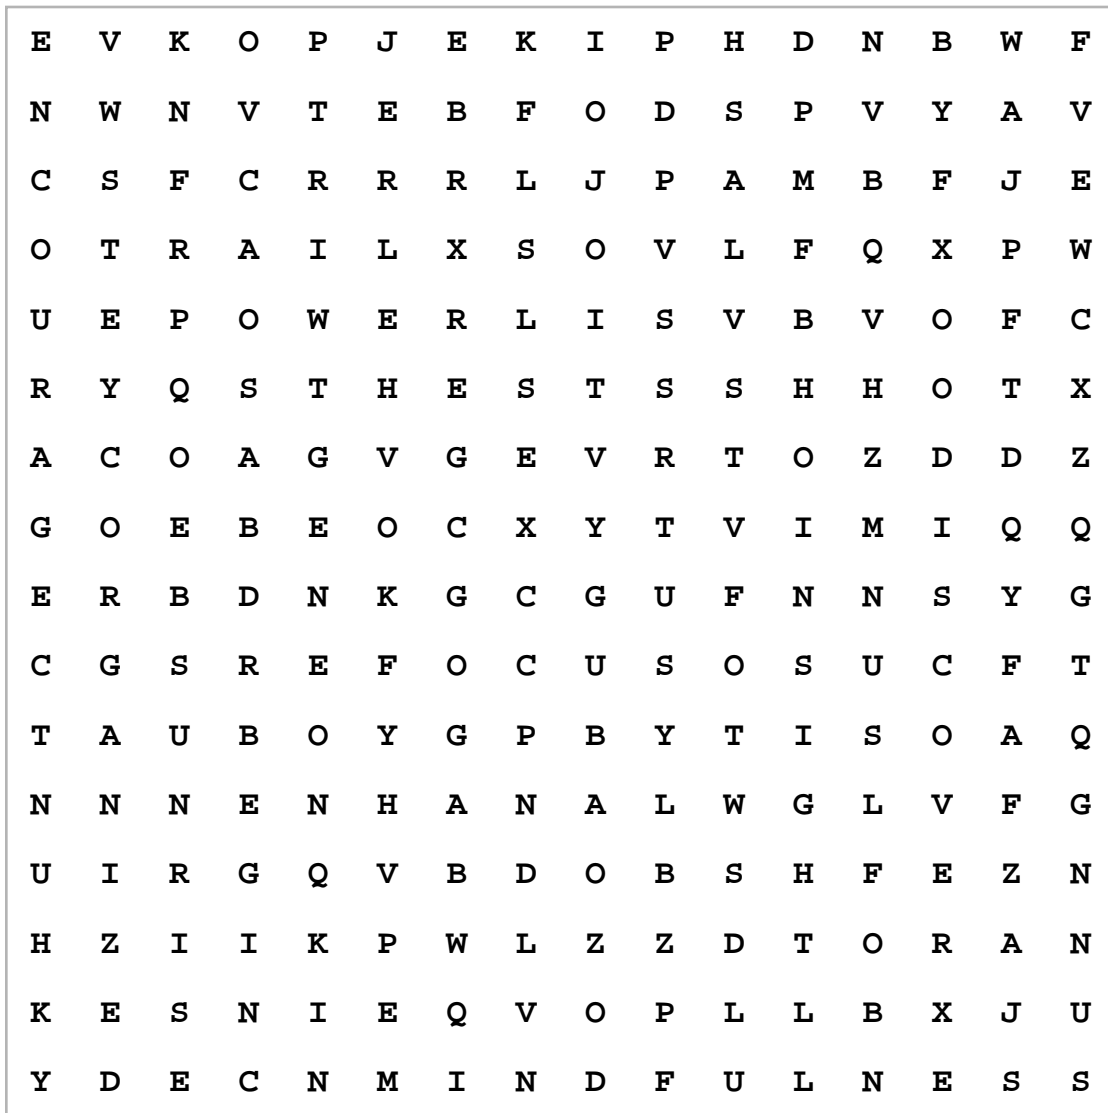 E V K O P J E K I P H D N B W F
N W N V T E B F O D S P V Y A V
C S F C R R R L J P A M B F J E
O T R A I L X S O V L F Q X P W
U E P O W E R L I S V B V O F C
R Y Q S T H E S T S S H H O T X
A C O A G V G E V R T O Z D D Z
G O E B E O C X Y T V I M I Q Q
E R B D N K G C G U F N N S Y G
C G S R E F O C U S O S U C F T
T A U B O Y G P B Y T I S O A Q
N N N E N H A N A L W G L V F G
U I R G Q V B D O B S H F E Z N
H Z I I K P W L Z Z D T O R A N
K E S N I E Q V O P L L B X J U
Y D E C N M I N D F U L N E S S